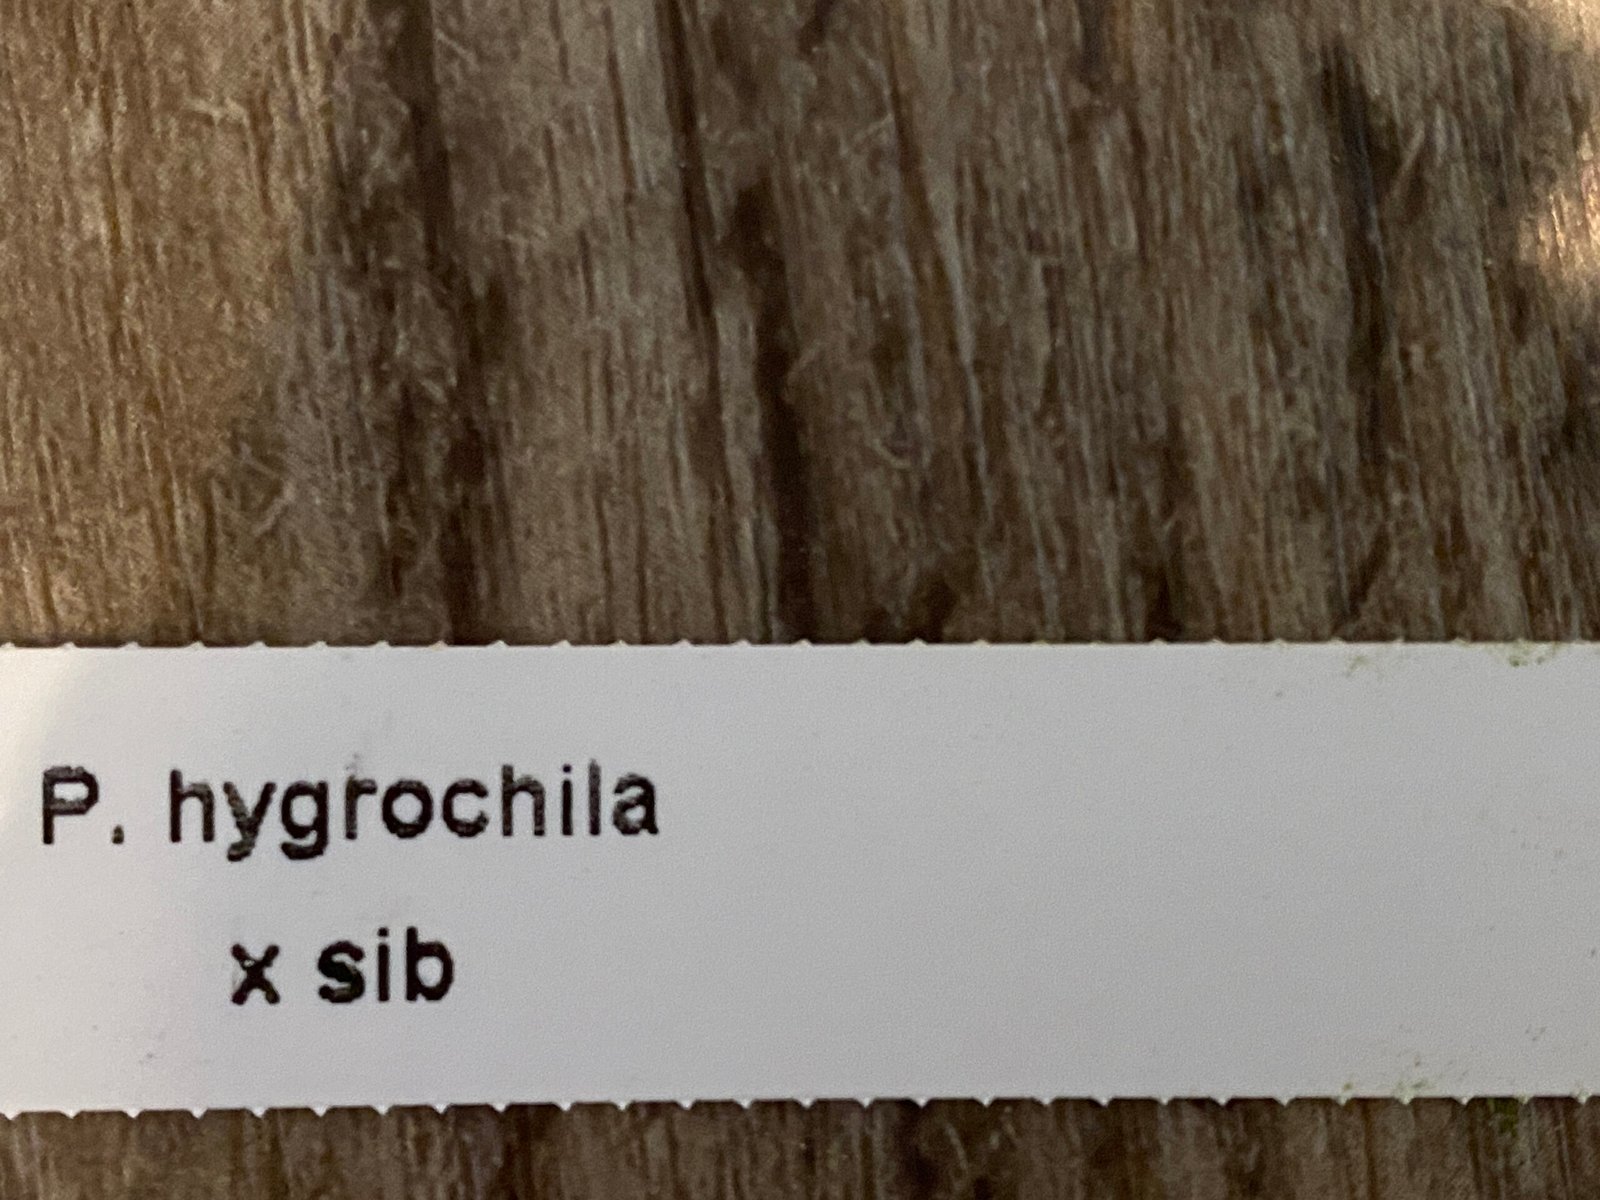 P. hygrochila
x sib